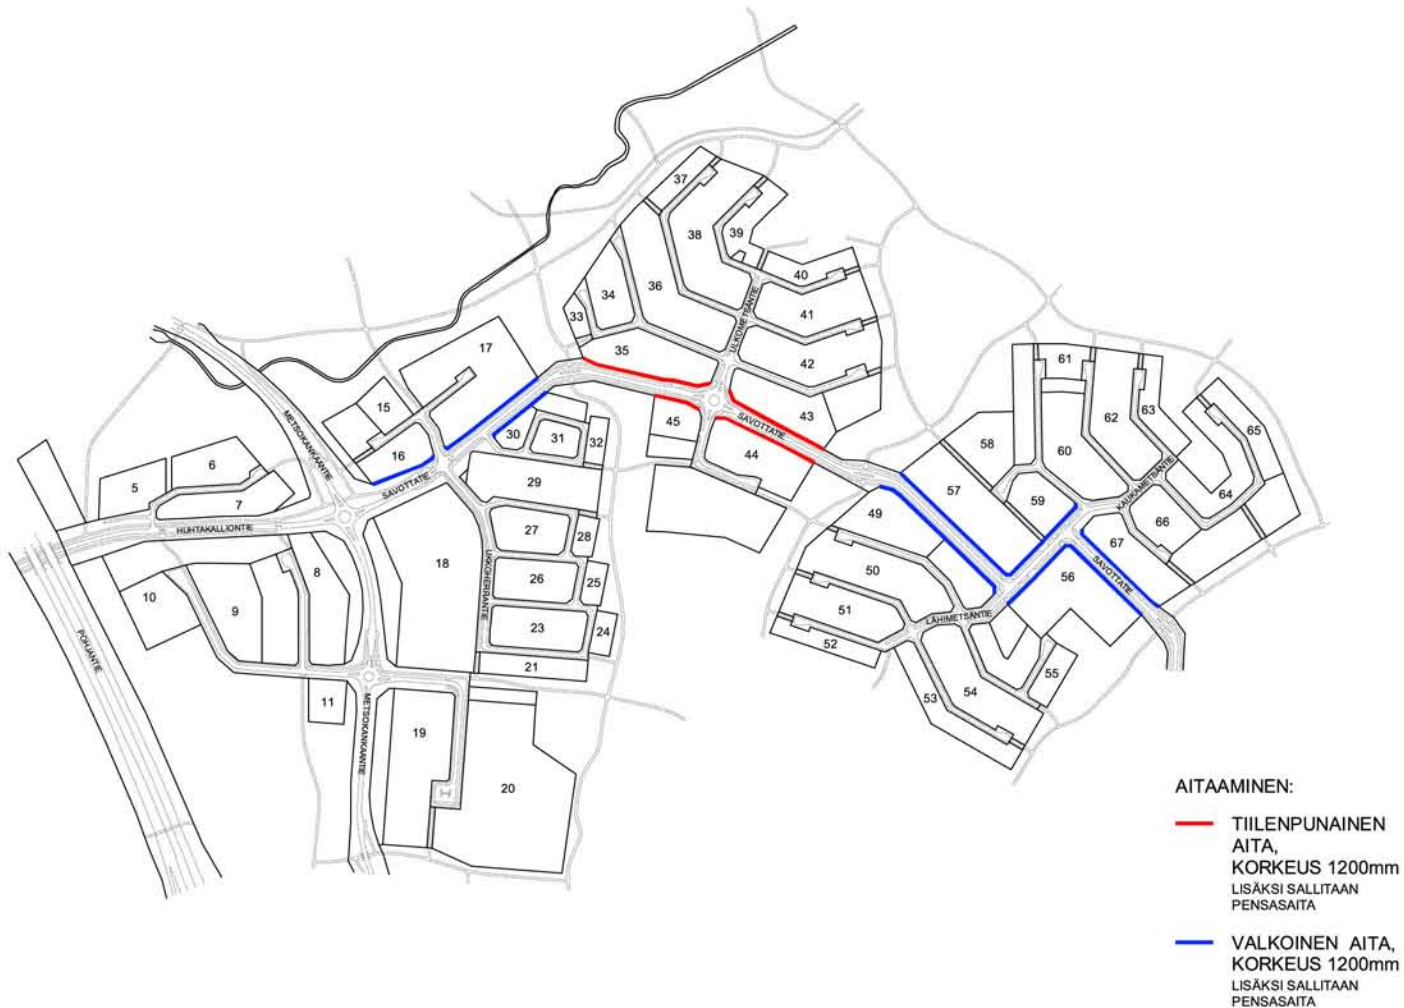 37
38
39
40
36
34
41
33
ULKOMETSÄNTIE
35
42
17
61
63
62
43
15
SAVOTTATIE
45
65
METSOKANKAANTIE
30
31
32
58
60
44
16
KAUKAMETSÄNTIE
6
5
SAVOTTATIE
29
57
59
64
7
49
66
HUHTAKALLIONTIE
27
28
67
8
18
UKKOHERRANTIE
50
56
SAVOTTATIE
26
25
10
9
51
LÄHIMETSÄNTIE
23
24
POHJANTIE
52
21
55
54
53
11
METSOKANKAANTIE
19
20
AITAAMINEN:
TIILENPUNAINEN
AITA,
KORKEUS 1200mm
LISÄKSI SALLITAAN
PENSASAITA
VALKOINEN AITA,
KORKEUS 1200mm
LISÄKSI SALLITAAN
PENSASAITA